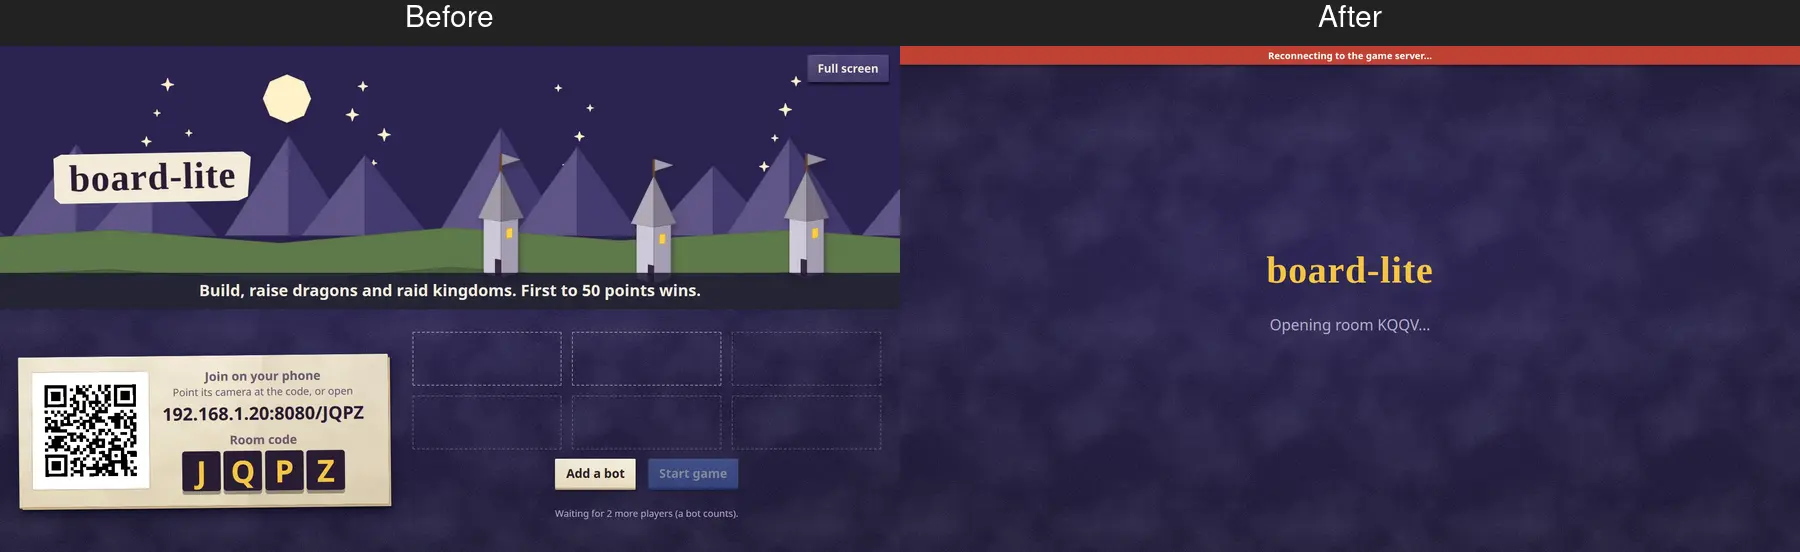 Before
Full screen
board-lite
Build, raise dragons and raid kingdoms. First to 50 points wins.
Join on your phone
Point its camera at the code, or open
192.168.1.20:8080/JQPZ
Room code
J Q P Z
Add a bot
Start game
Waiting for 2 more players (a bot counts).
After
Reconnecting to the game server...
board-lite
Opening room KQQV...